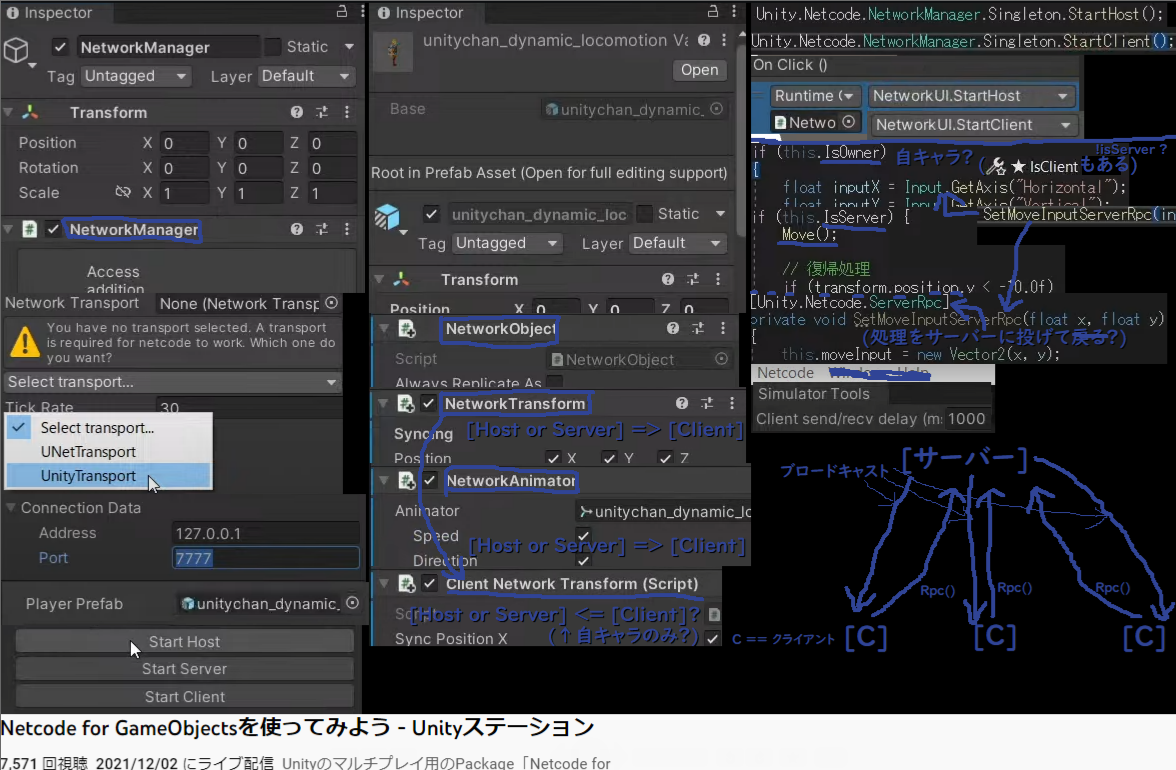 Inspector
NetworkManager
Static
Tag Untagged
Layer Default
Transform
Position X 0 Y 0 Z 0
Rotation X 0 Y 0 Z 0
Scale X 1 Y 1 Z 1
NetworkManager
Access
addition
Network Transport
None (Network Transp
You have no transport selected. A transport
is required for netcode to work. Which one do
you want?
Select transport...
Tick Rate 30
Select transport...
UNetTransport
UnityTransport
Connection Data
Address 127.0.0.1
Port 7777
Player Prefab
unitychan_dynamic_
Start Host
Start Server
Start Client
Inspector
unitychan_dynamic_locomotion Va
Open
Base
unitychan_dynamic_
Root in Prefab Asset (Open for full editing support)
unitychan_dynamic_loc
Static
Tag Untagged
Layer Default
Transform
Position X 0 Y 0 Z 0
NetworkObject
Script
NetworkObject
Always Replicate As
NetworkTransform
Syncing
[Host or Server] => [Client]
Position X Y Z
NetworkAnimator
Animator
unitychan_dynamic_lc
Speed
[Host or Server] => [Client]
Direction
Client Network Transform (Script)
Scr
[Host or Server] <= [Client]?
(↑自キャラのみ?)
Sync Position X
Unity.Netcode.NetworkManager.Singleton.StartHost();
Unity.Netcode.NetworkManager.Singleton.StartClient();
On Click ()
Runtime (
NetworkUI.StartHost
Netwo
NetworkUI.StartClient
if (this.IsOwner)
自キャラ?
!isServer ?
( ★ IsClient もある)
{
float inputX = Input.GetAxis("Horizontal");
float inputY = Input.GetAxis("Vertical");
if (this.IsServer) {
SetMoveInputServerRpc(in
Move();
// 復帰処理
if (transform.position.y < -10.0f)
[Unity.Netcode.ServerRpc]
private void SetMoveInputServerRpc(float x, float y)
(処理をサーバーに投げて戻る?)
{
this.moveInput = new Vector2(x, y);
Netcode
Simulator Tools
Client send/recv delay (m: 1000
[サーバー]
ブロードキャスト
Rpc()
Rpc()
Rpc()
C == クライアント
[C]
[C]
[C]
Netcode for GameObjectsを使ってみよう - Unityステーション
7,571 回視聴 2021/12/02 にライブ配信 Unityのマルチプレイ用のPackage「Netcode for